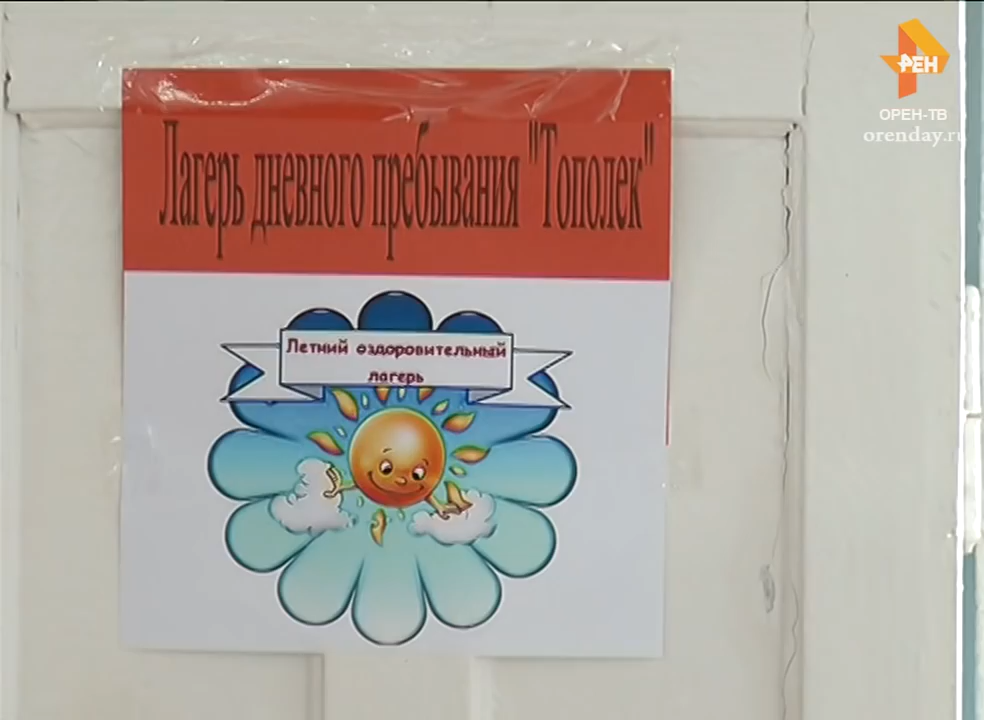 РЕН
ОРЕН-ТВ
orenday.ru
Лагерь дневного пребывания "Тополек"
Летний оздоровительный
лагерь